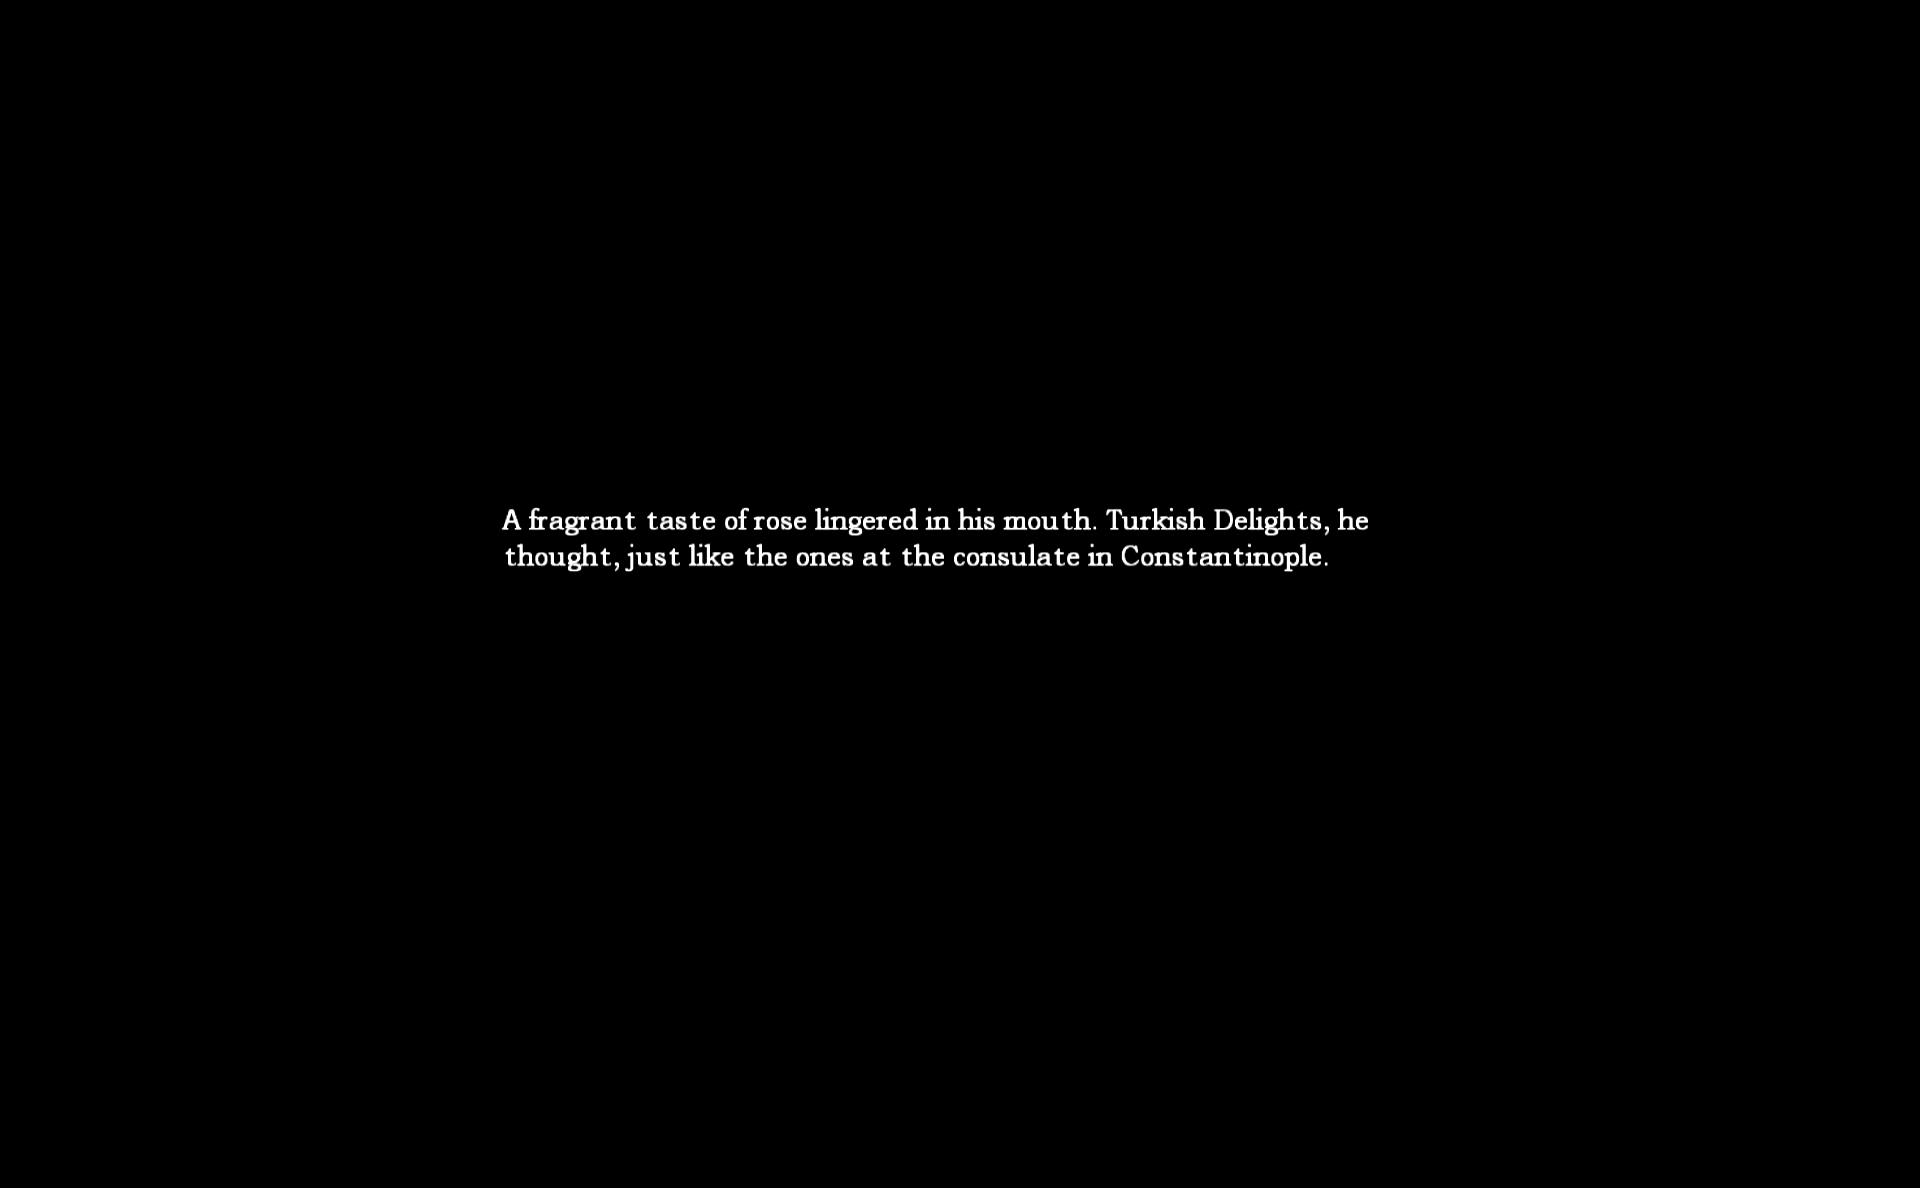 A fragrant taste of rose lingered in his mouth. Turkish Delights, he
thought, just like the ones at the consulate in Constantinople.